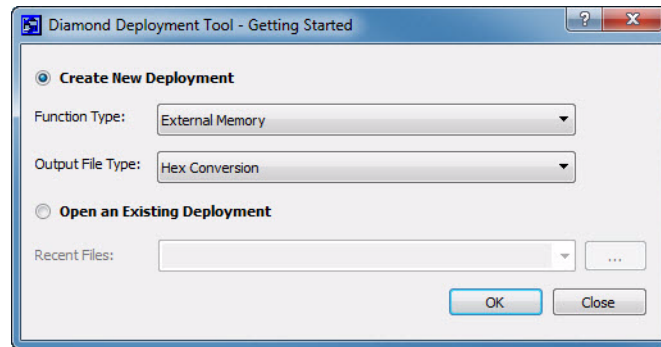 Diamond Deployment Tool - Getting Started
?
X
Create New Deployment
Function Type:
External Memory
Output File Type:
Hex Conversion
Open an Existing Deployment
Recent Files:
...
OK
Close